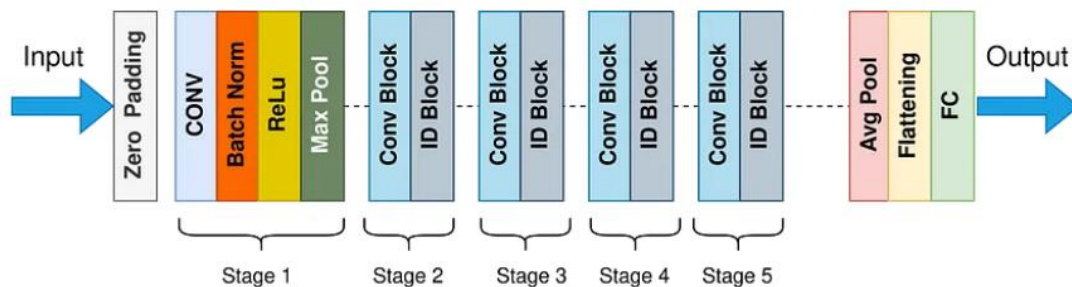 Input
Zero Padding
CONV
Batch Norm
ReLu
Max Pool
Conv Block
ID Block
Conv Block
ID Block
Conv Block
ID Block
Conv Block
ID Block
Avg Pool
Flattening
FC
Output
Stage 1
Stage 2
Stage 3
Stage 4
Stage 5